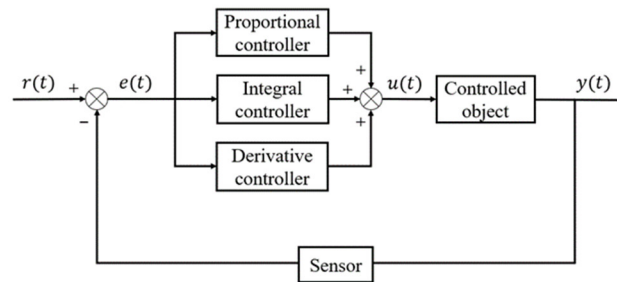 Proportional
controller
r(t)
+
−
e(t)
Integral
controller
+
+
+
u(t)
Controlled
object
y(t)
Derivative
controller
Sensor